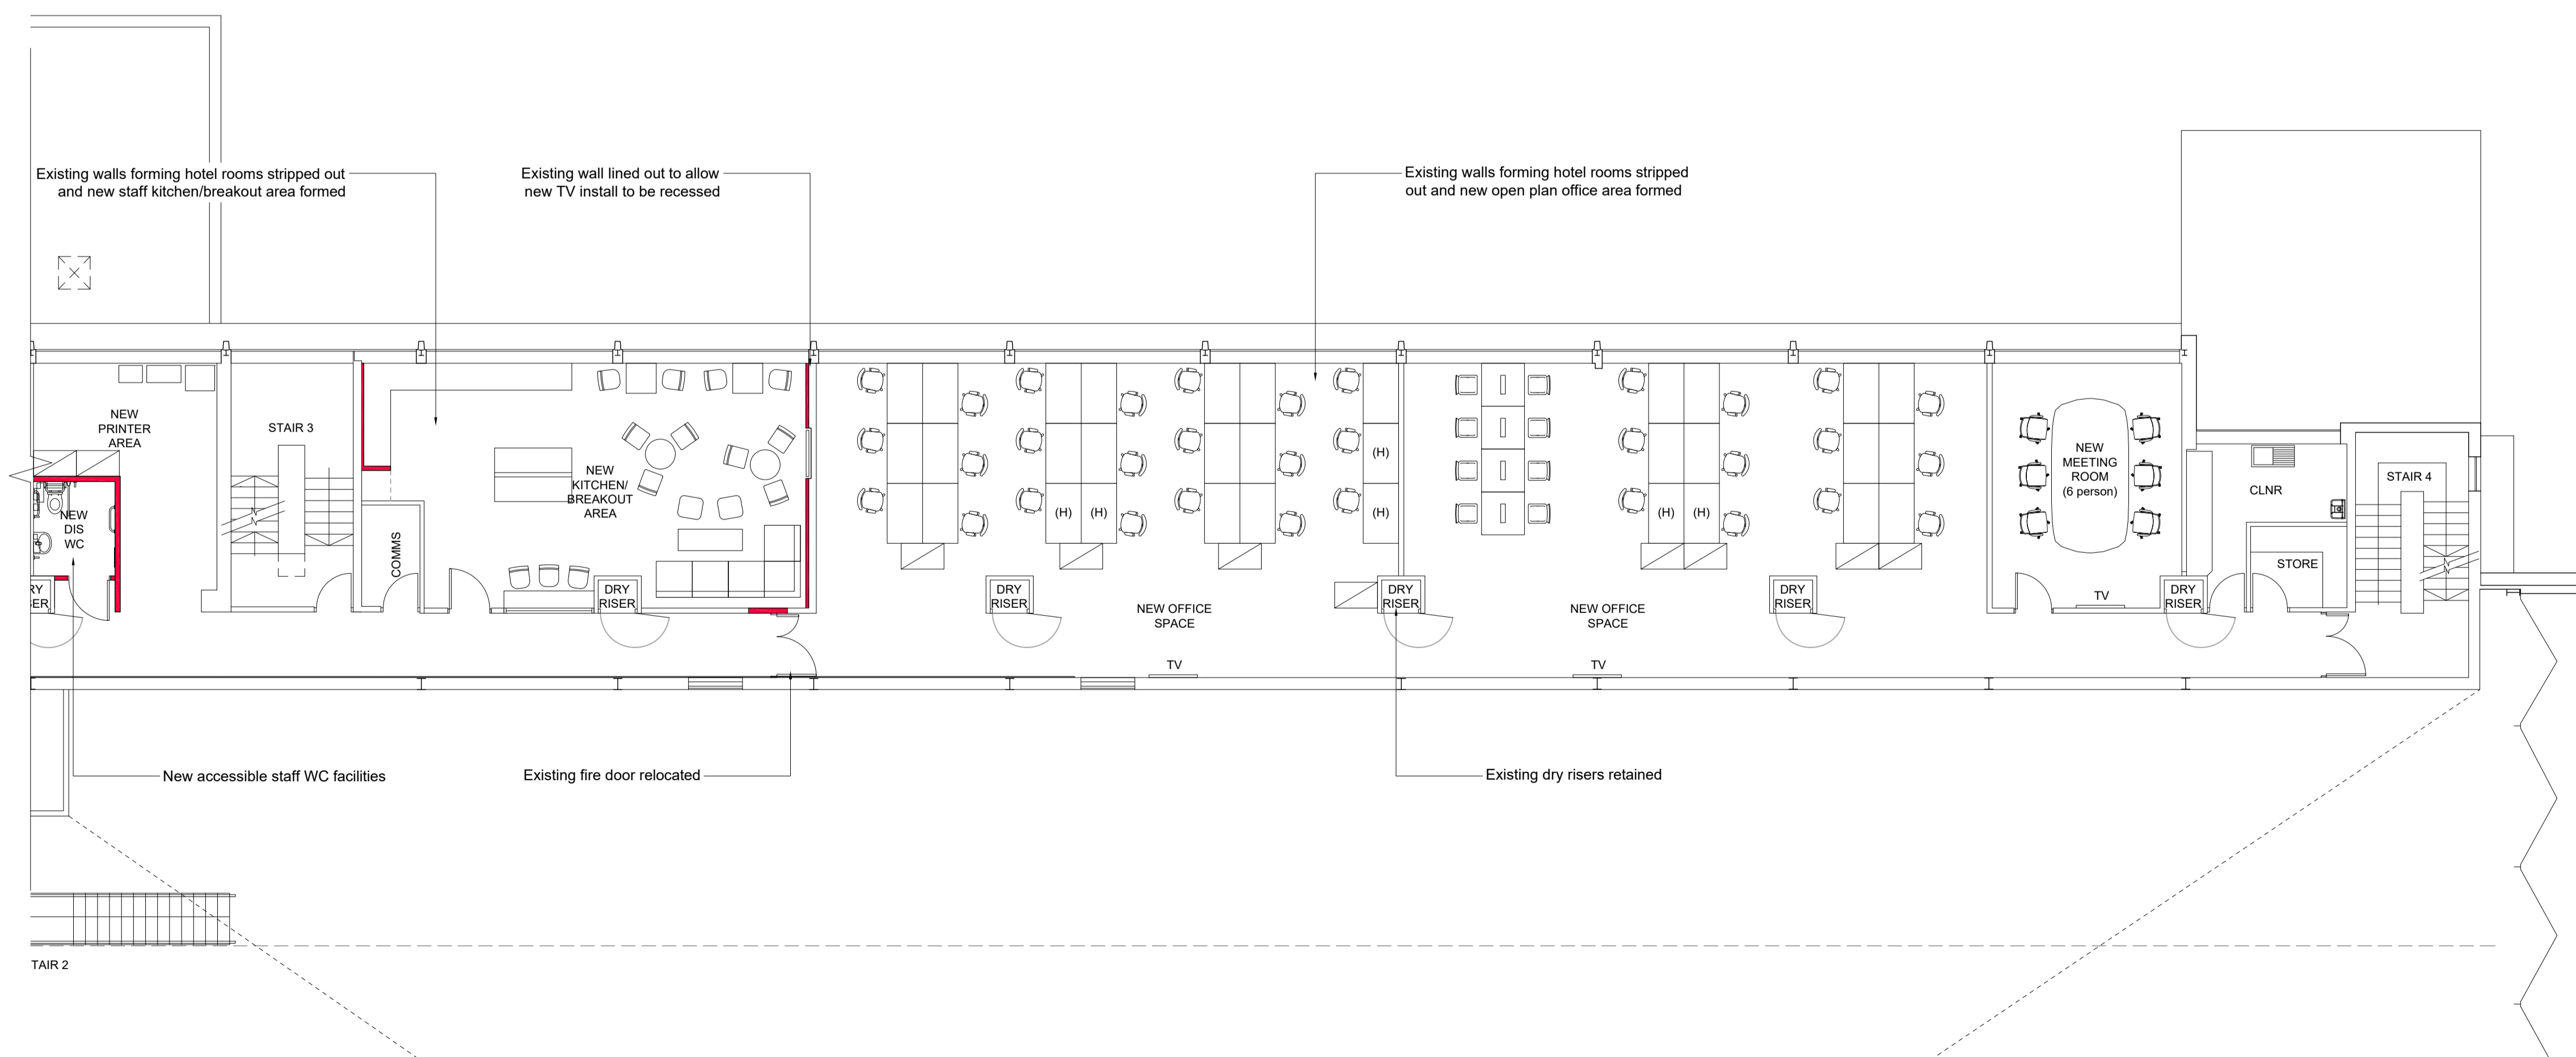 Existing walls forming hotel rooms stripped out
and new staff kitchen/breakout area formed
Existing wall lined out to allow
new TV install to be recessed
Existing walls forming hotel rooms stripped
out and new open plan office area formed
NEW
PRINTER
AREA
STAIR 3
NEW
KITCHEN/
BREAKOUT
AREA
COMMS
NEW
DIS
WC
RY
SER
DRY
RISER
(H)
(H)
(H)
(H)
DRY
RISER
NEW OFFICE
SPACE
TV
DRY
RISER
(H)
(H)
NEW OFFICE
SPACE
TV
DRY
RISER
NEW
MEETING
ROOM
(6 person)
TV
DRY
RISER
CLNR
STORE
STAIR 4
New accessible staff WC facilities
Existing fire door relocated
Existing dry risers retained
TAIR 2